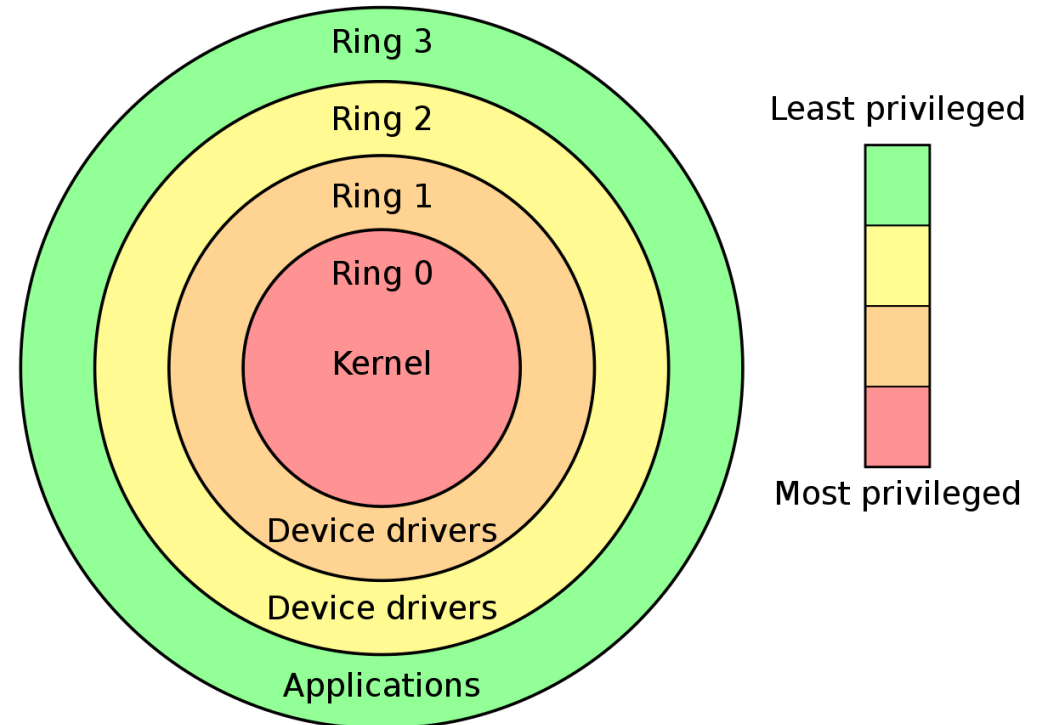 Ring 3
Ring 2
Ring 1
Ring 0
Kernel
Device drivers
Device drivers
Applications
Least privileged
Most privileged